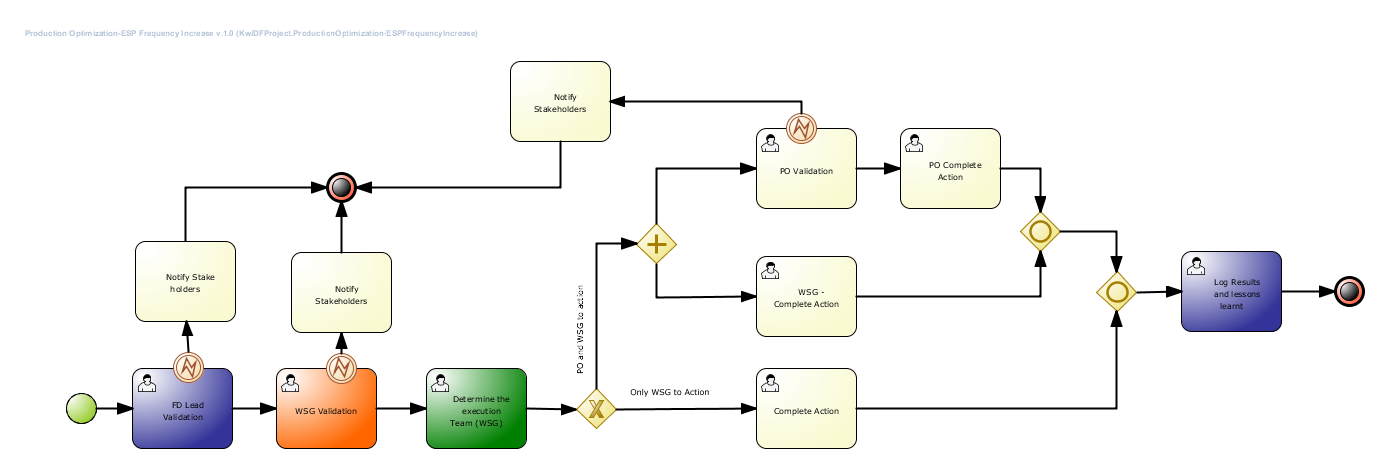 Production Optimization-ESP Frequency Increase v.1.0 (KwIDFProject.ProductionOptimization-ESPFrequencyIncrease)
Notify
Stakeholders
PO Validation
PO Complete
Action
Notify Stake
holders
Notify
Stakeholders
WSG -
Complete Action
Log Results
and lessons
learnt
PO and WSG to action
FD Lead
Validation
WSG Validation
Determine the
execution
Team (WSG)
Only WSG to Action
Complete Action